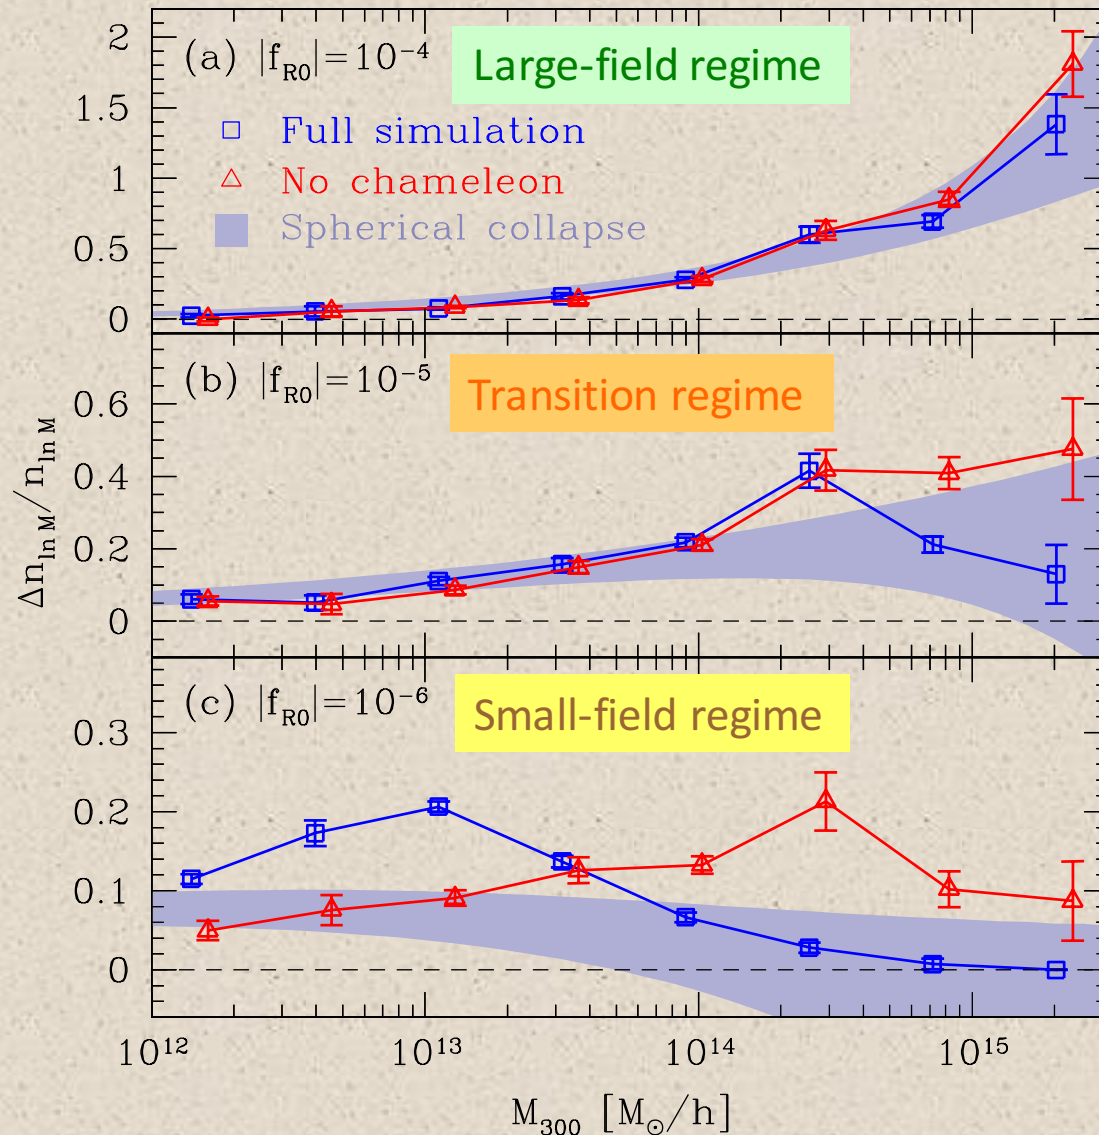 2
(a) |f_R0|=10^-4
Large-field regime
1.5
Full simulation
1
No chameleon
0.5
Spherical collapse
0
(b) |f_R0|=10^-5
Transition regime
0.6
0.4
0.2
0
Δn_ln M/n_ln M
(c) |f_R0|=10^-6
Small-field regime
0.3
0.2
0.1
0
10^12 10^13 10^14 10^15
M_300 [M_⊙/h]